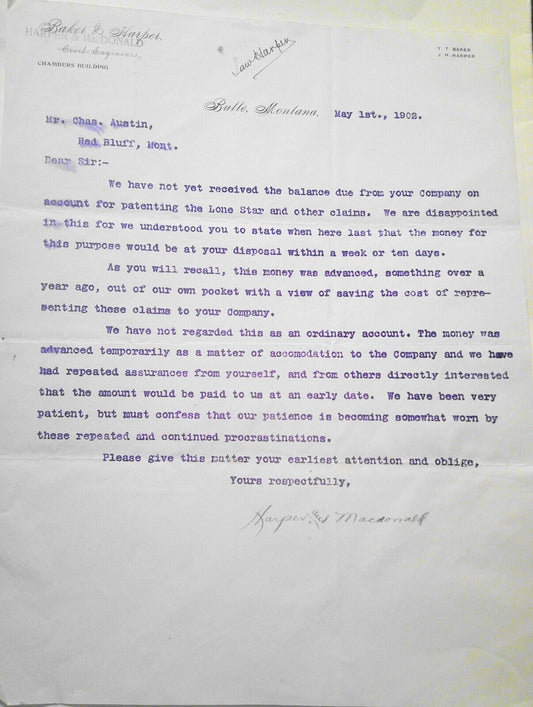 Baker & Harper,
HARPER & MACDONALD
Civil Engineers,
CHAMBERS BUILDING
T. T. BAKER
J. H. HARPER
Butte, Montana, May 1st., 1902.
Mr. Chas. Austin,
Red Bluff, Mont.
Dear Sir:-
We have not yet received the balance due from your Company on
account for patenting the Lone Star and other claims. We are disappointed
in this for we understood you to state when here last that the money for
this purpose would be at your disposal within a week or ten days.
As you will recall, this money was advanced, something over a
year ago, out of our own pocket with a view of saving the cost of repre-
senting these claims to your Company.
We have not regarded this as an ordinary account. The money was
advanced temporarily as a matter of accomodation to the Company and we have
had repeated assurances from yourself, and from others directly interested
that the amount would be paid to us at an early date. We have been very
patient, but must confess that our patience is becoming somewhat worn by
these repeated and continued procrastinations.
Please give this matter your earliest attention and oblige,
Yours respectfully,
Harper and Macdonald